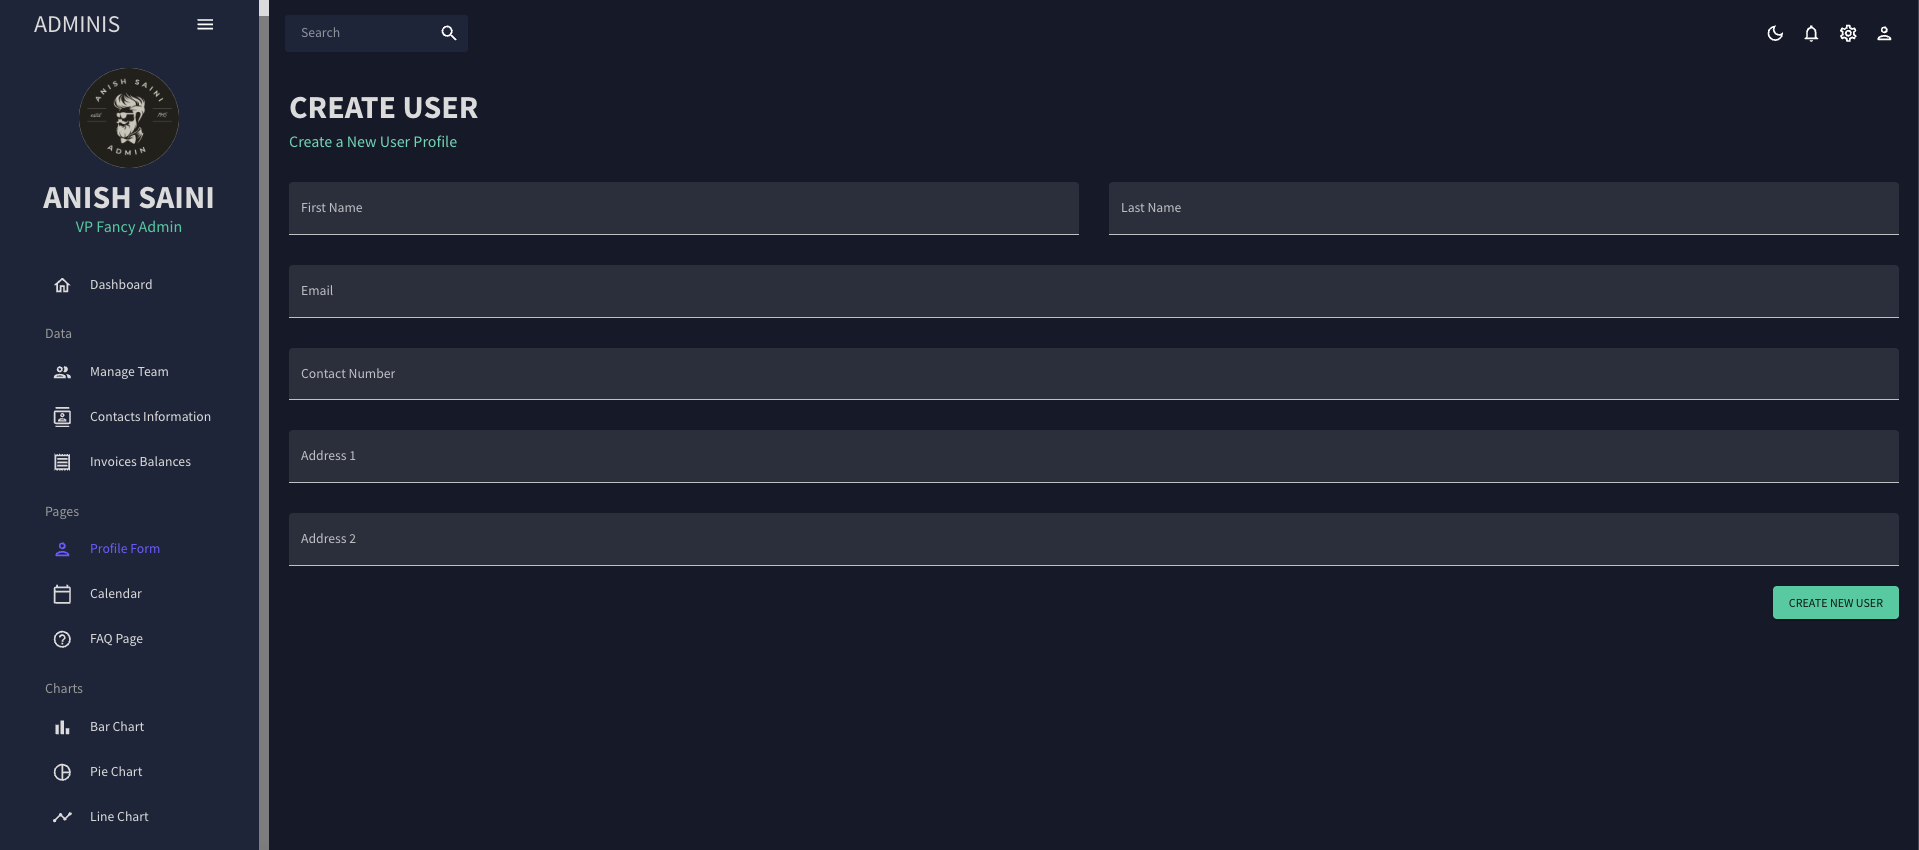 ADMINIS
ANISH SAINI
ADMIN
ANISH SAINI
VP Fancy Admin
Dashboard
Data
Manage Team
Contacts Information
Invoices Balances
Pages
Profile Form
Calendar
FAQ Page
Charts
Bar Chart
Pie Chart
Line Chart
Search
CREATE USER
Create a New User Profile
First Name
Last Name
Email
Contact Number
Address 1
Address 2
CREATE NEW USER